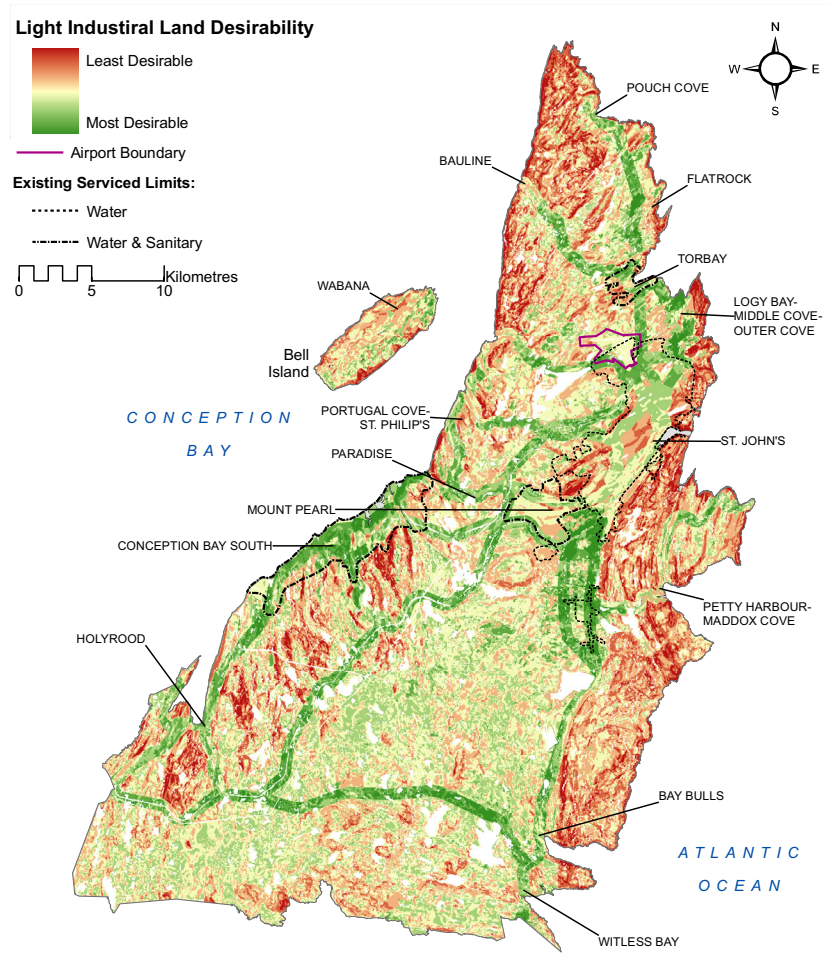 Light Industiral Land Desirability
Least Desirable
Most Desirable
Airport Boundary
Existing Serviced Limits:
Water
Water & Sanitary
Kilometres
0 5 10
N
W E
S
POUCH COVE
BAULINE
FLATROCK
TORBAY
WABANA
LOGY BAY-
MIDDLE COVE-
OUTER COVE
Bell
Island
CONCEPTION
BAY
PORTUGAL COVE-
ST. PHILIP'S
ST. JOHN'S
PARADISE
MOUNT PEARL
CONCEPTION BAY SOUTH
PETTY HARBOUR-
MADDOX COVE
HOLYROOD
BAY BULLS
ATLANTIC
OCEAN
WITLESS BAY